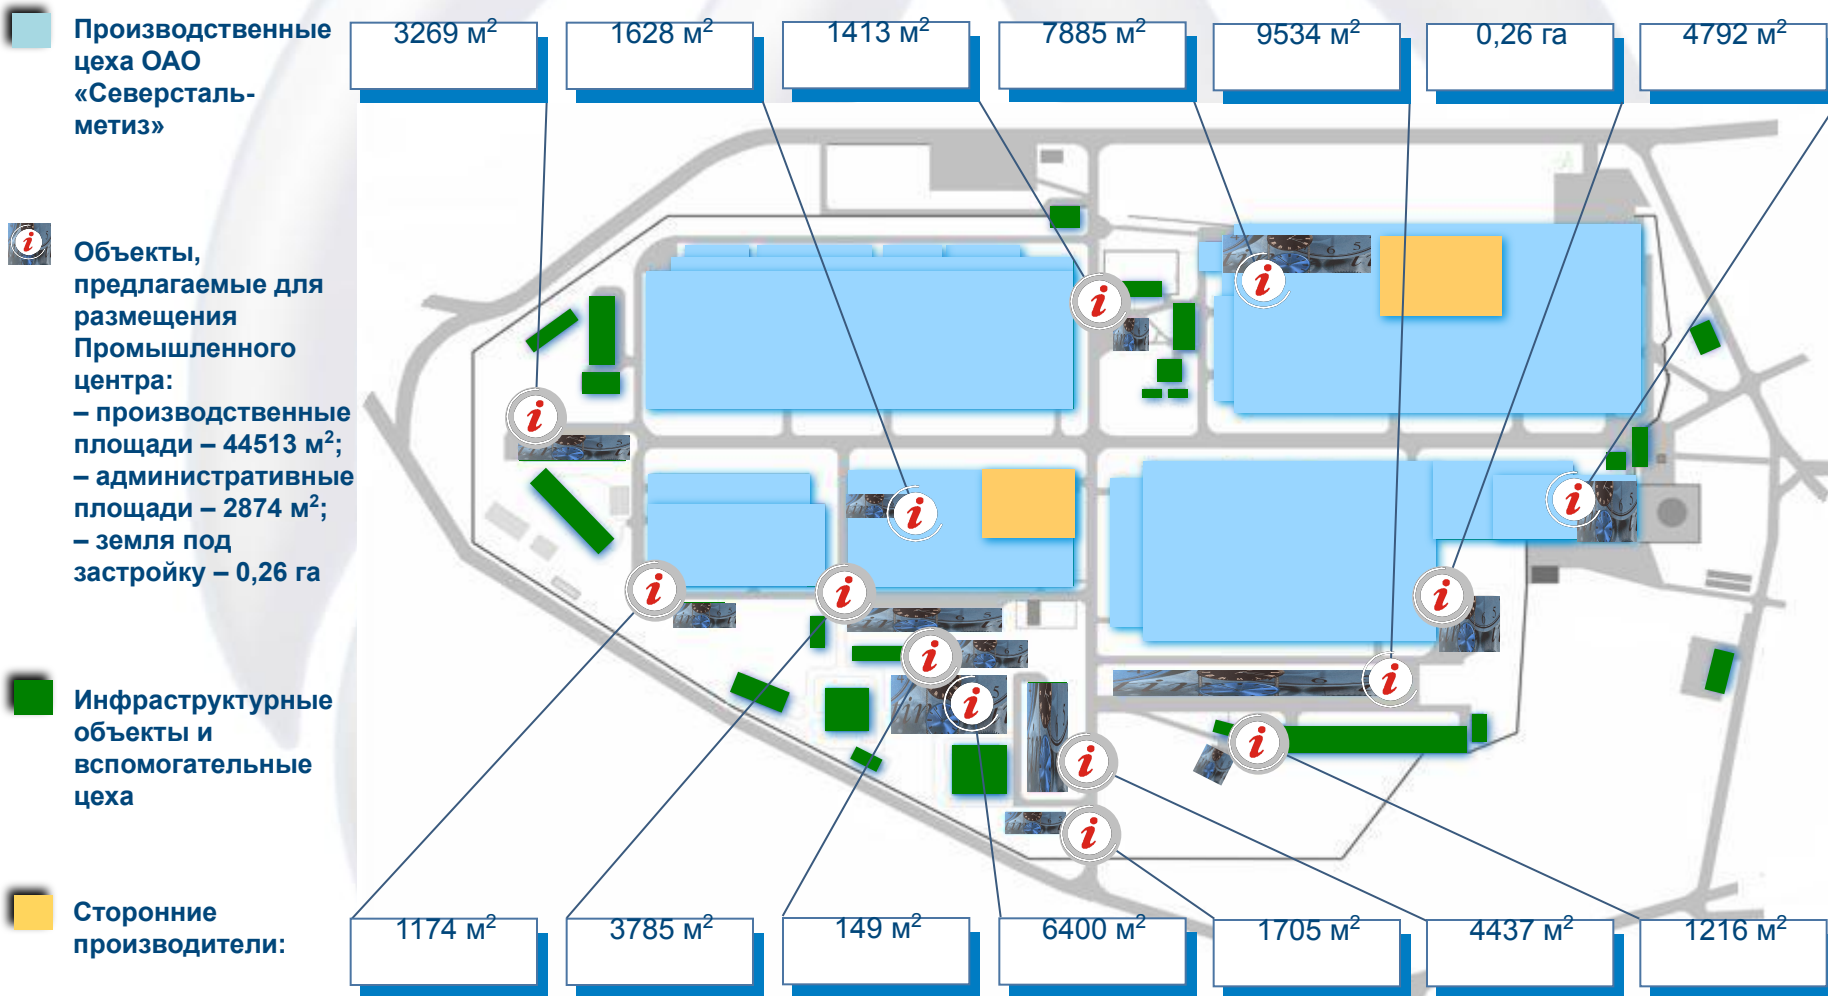 Производственные
цеха ОАО
«Северсталь-
метиз»
3269 м²
1628 м²
1413 м²
7885 м²
9534 м²
0,26 га
4792 м²
Объекты,
предлагаемые для
размещения
Промышленного
центра:
– производственные
площади – 44513 м²;
– административные
площади – 2874 м²;
– земля под
застройку – 0,26 га
Инфраструктурные
объекты и
вспомогательные
цеха
Сторонние
производители:
1174 м²
3785 м²
149 м²
6400 м²
1705 м²
4437 м²
1216 м²